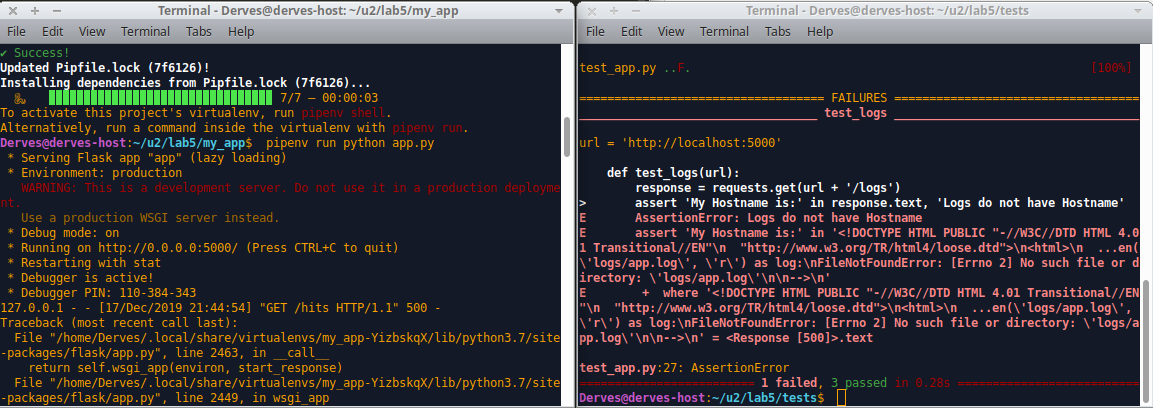 Terminal - Derves@derves-host: ~/u2/lab5/my_app
File Edit View Terminal Tabs Help
✔ Success!
Updated Pipfile.lock (7f6126)!
Installing dependencies from Pipfile.lock (7f6126)...
7/7 — 00:00:03
To activate this project's virtualenv, run pipenv shell.
Alternatively, run a command inside the virtualenv with pipenv run.
Derves@derves-host:~/u2/lab5/my_app$ pipenv run python app.py
* Serving Flask app "app" (lazy loading)
* Environment: production
WARNING: This is a development server. Do not use it in a production deployme
nt.
Use a production WSGI server instead.
* Debug mode: on
* Running on http://0.0.0.0:5000/ (Press CTRL+C to quit)
* Restarting with stat
* Debugger is active!
* Debugger PIN: 110-384-343
127.0.0.1 - - [17/Dec/2019 21:44:54] "GET /hits HTTP/1.1" 500 -
Traceback (most recent call last):
File "/home/Derves/.local/share/virtualenvs/my_app-YizbskqX/lib/python3.7/site
-packages/flask/app.py", line 2463, in __call__
return self.wsgi_app(environ, start_response)
File "/home/Derves/.local/share/virtualenvs/my_app-YizbskqX/lib/python3.7/site
-packages/flask/app.py", line 2449, in wsgi_app
Terminal - Derves@derves-host: ~/u2/lab5/tests
File Edit View Terminal Tabs Help
test_app.py ..F. [100%]
=================================== FAILURES ===================================
__________________________________ test_logs ___________________________________
url = 'http://localhost:5000'
def test_logs(url):
response = requests.get(url + '/logs')
> assert 'My Hostname is:' in response.text, 'Logs do not have Hostname'
E AssertionError: Logs do not have Hostname
E assert 'My Hostname is:' in '<!DOCTYPE HTML PUBLIC "-//W3C//DTD HTML 4.0
1 Transitional//EN"\n "http://www.w3.org/TR/html4/loose.dtd">\n<html>\n ...en(
\'logs/app.log\', \'r\') as log:\nFileNotFoundError: [Errno 2] No such file or d
irectory: \'logs/app.log\'\n\n-->\n'
E + where '<!DOCTYPE HTML PUBLIC "-//W3C//DTD HTML 4.01 Transitional//EN
"\n "http://www.w3.org/TR/html4/loose.dtd">\n<html>\n ...en(\'logs/app.log\',
\'r\') as log:\nFileNotFoundError: [Errno 2] No such file or directory: \'logs/a
pp.log\'\n\n-->\n' = <Response [500]>.text
test_app.py:27: AssertionError
========================= 1 failed, 3 passed in 0.28s ==========================
Derves@derves-host:~/u2/lab5/tests$